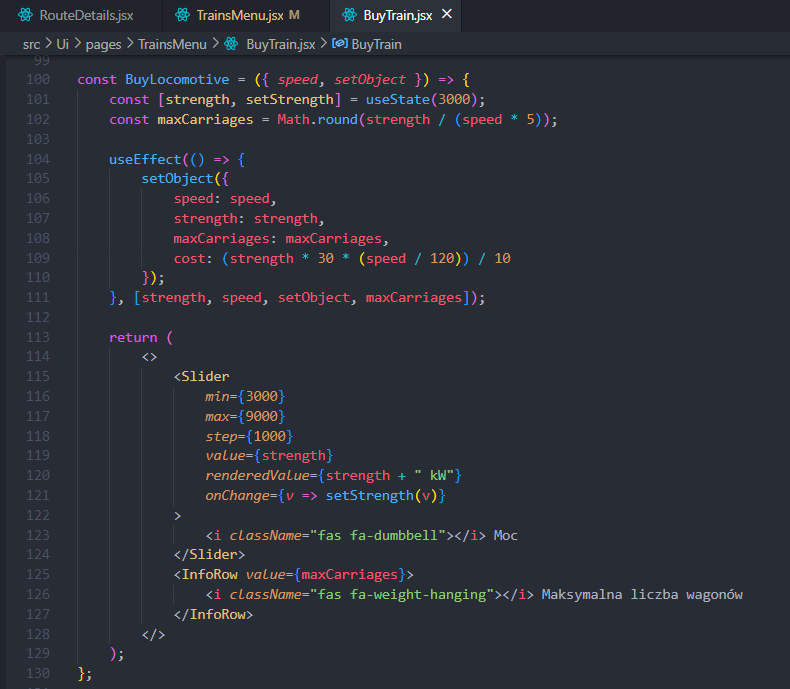 RouteDetails.jsx TrainsMenu.jsx M BuyTrain.jsx ×
src > Ui > pages > TrainsMenu > BuyTrain.jsx > BuyTrain
99
100 const BuyLocomotive = ({ speed, setObject }) => {
101 const [strength, setStrength] = useState(3000);
102 const maxCarriages = Math.round(strength / (speed * 5));
103
104 useEffect(() => {
105 setObject({
106 speed: speed,
107 strength: strength,
108 maxCarriages: maxCarriages,
109 cost: (strength * 30 * (speed / 120)) / 10
110 });
111 }, [strength, speed, setObject, maxCarriages]);
112
113 return (
114 <>
115 <Slider
116 min={3000}
117 max={9000}
118 step={1000}
119 value={strength}
120 renderedValue={strength + " kW"}
121 onChange={v => setStrength(v)}
122 >
123 <i className="fas fa-dumbbell"></i> Moc
124 </Slider>
125 <InfoRow value={maxCarriages}>
126 <i className="fas fa-weight-hanging"></i> Maksymalna liczba wagonów
127 </InfoRow>
128 </>
129 );
130 };